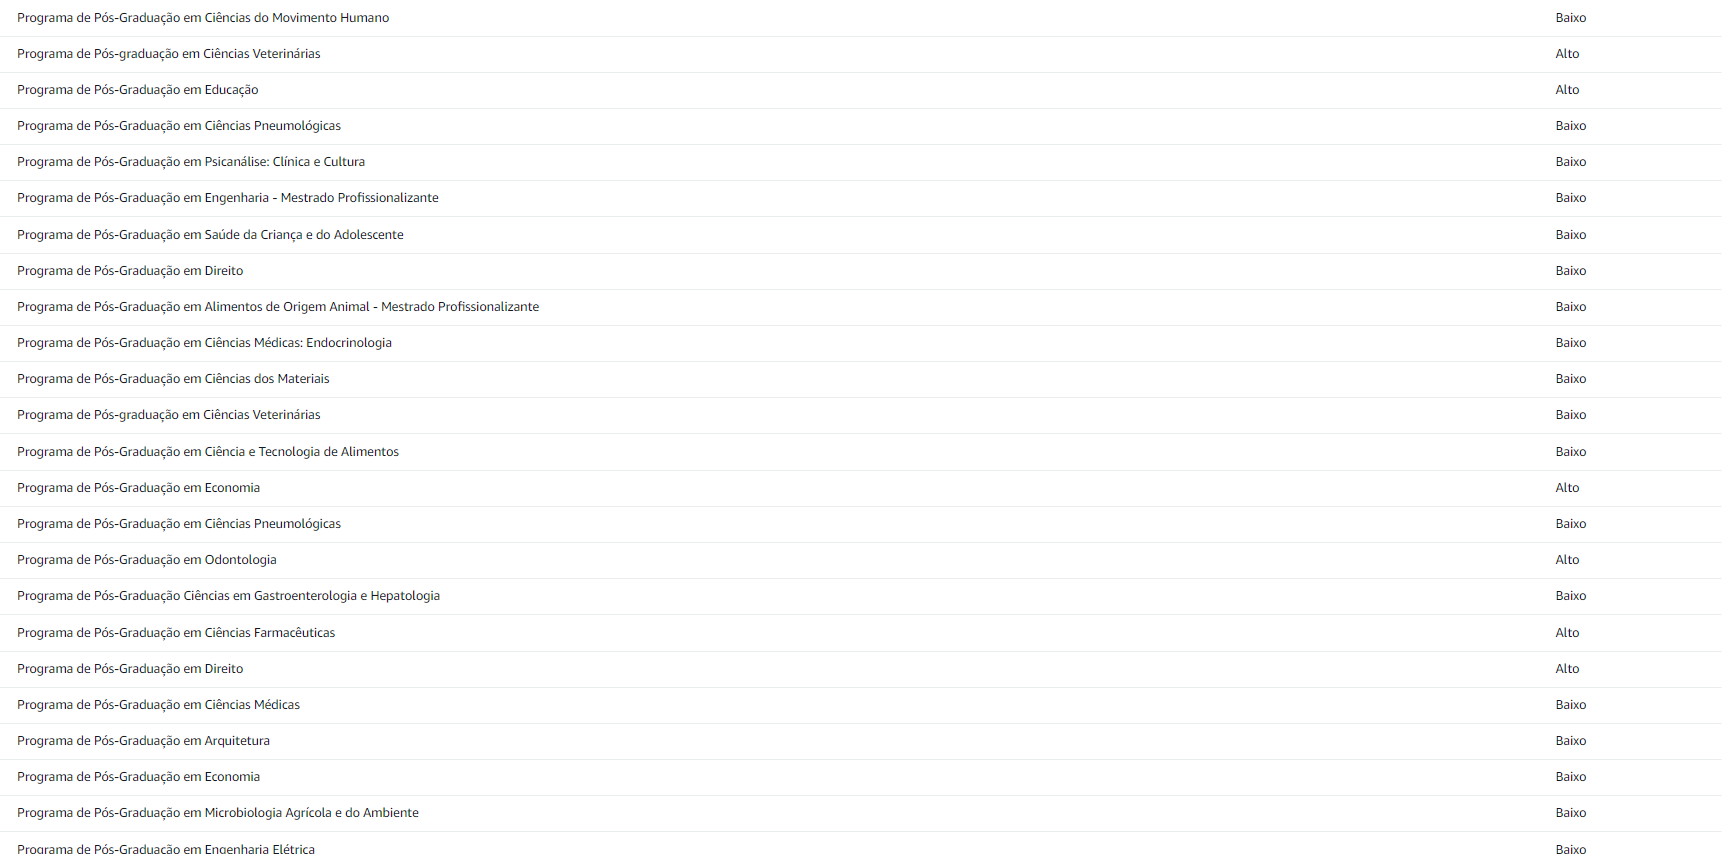 Programa de Pós-Graduação em Ciências do Movimento Humano Baixo
Programa de Pós-graduação em Ciências Veterinárias Alto
Programa de Pós-Graduação em Educação Alto
Programa de Pós-Graduação em Ciências Pneumológicas Baixo
Programa de Pós-Graduação em Psicanálise: Clínica e Cultura Baixo
Programa de Pós-Graduação em Engenharia - Mestrado Profissionalizante Baixo
Programa de Pós-Graduação em Saúde da Criança e do Adolescente Baixo
Programa de Pós-Graduação em Direito Baixo
Programa de Pós-Graduação em Alimentos de Origem Animal - Mestrado Profissionalizante Baixo
Programa de Pós-Graduação em Ciências Médicas: Endocrinologia Baixo
Programa de Pós-Graduação em Ciências dos Materiais Baixo
Programa de Pós-graduação em Ciências Veterinárias Baixo
Programa de Pós-Graduação em Ciência e Tecnologia de Alimentos Baixo
Programa de Pós-Graduação em Economia Alto
Programa de Pós-Graduação em Ciências Pneumológicas Baixo
Programa de Pós-Graduação em Odontologia Alto
Programa de Pós-Graduação Ciências em Gastroenterologia e Hepatologia Baixo
Programa de Pós-Graduação em Ciências Farmacêuticas Alto
Programa de Pós-Graduação em Direito Alto
Programa de Pós-Graduação em Ciências Médicas Baixo
Programa de Pós-Graduação em Arquitetura Baixo
Programa de Pós-Graduação em Economia Baixo
Programa de Pós-Graduação em Microbiologia Agrícola e do Ambiente Baixo
Programa de Pós-Graduação em Engenharia Elétrica Baixo